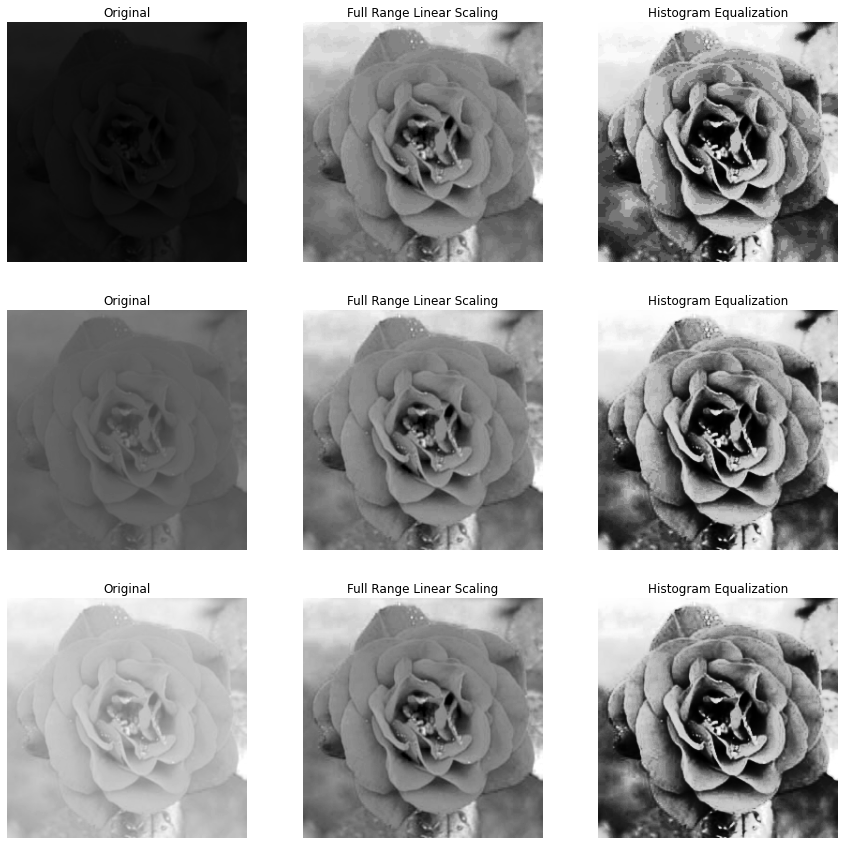 Original
Full Range Linear Scaling
Histogram Equalization
Original
Full Range Linear Scaling
Histogram Equalization
Original
Full Range Linear Scaling
Histogram Equalization